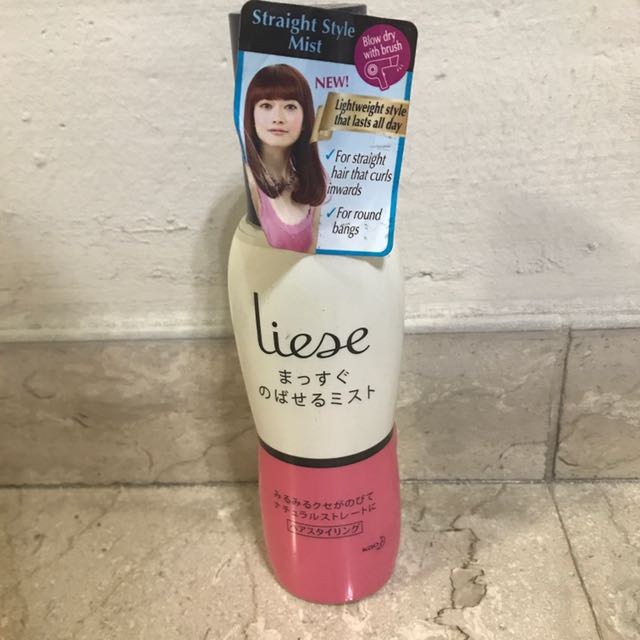 Straight Style
Mist
Blow dry
with brush
NEW!
Lightweight style
that lasts all day
✓For straight
hair that curls
inwards
✓For round
bangs
Liese
まっすぐ
のばせるミスト
みるみるクセがのびて
ナチュラルストレートに
ヘアスタイリング
Kao